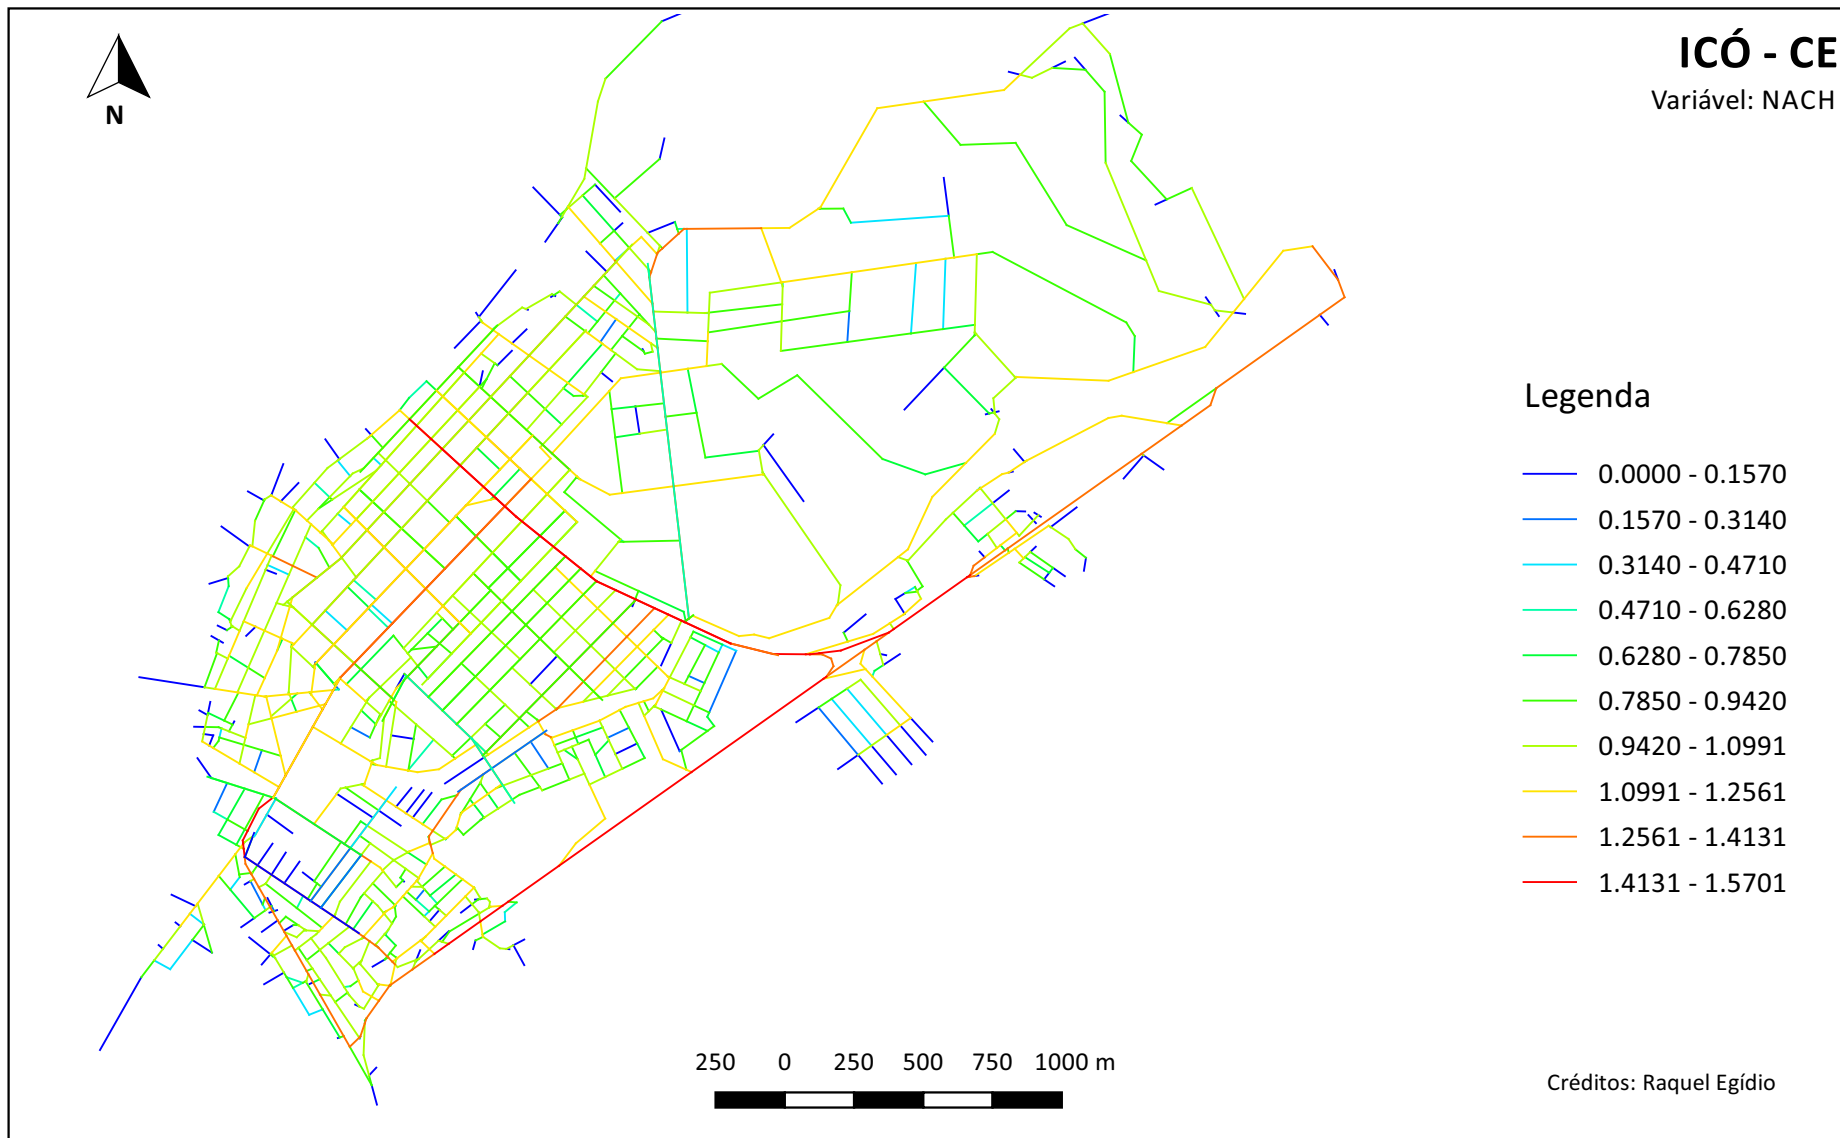 ICÓ - CE
Variável: NACH
N
Legenda
0.0000 - 0.1570
0.1570 - 0.3140
0.3140 - 0.4710
0.4710 - 0.6280
0.6280 - 0.7850
0.7850 - 0.9420
0.9420 - 1.0991
1.0991 - 1.2561
1.2561 - 1.4131
1.4131 - 1.5701
250 0 250 500 750 1000 m
Créditos: Raquel Egídio